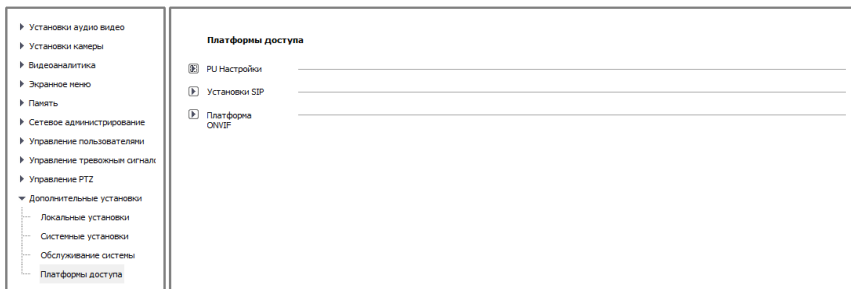 Установки аудио видео
Установки камеры
Видеоаналитика
Экранное меню
Память
Сетевое администрирование
Управление пользователями
Управление тревожным сигнало
Управление PTZ
Дополнительные установки
Локальные установки
Системные установки
Обслуживание системы
Платформы доступа
Платформы доступа
PU Настройки
Установки SIP
Платформа
ONVIF